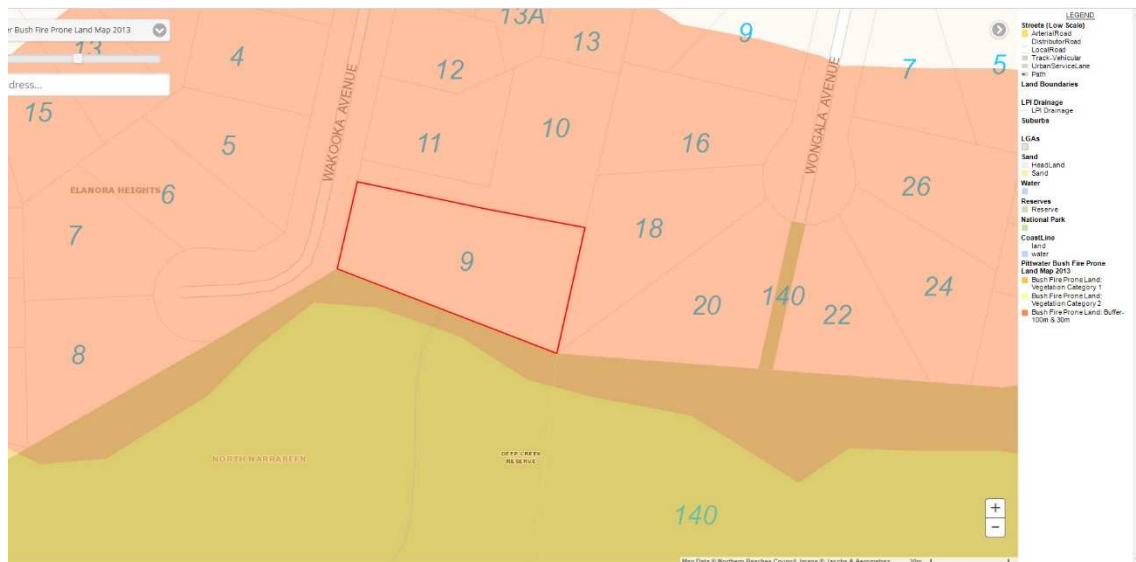 er Bush Fire Prone Land Map 2013
dress...
13A
13
9
7
5
13
4
12
15
5
11
10
16
WAKOOKA AVENUE
WONGALA AVENUE
ELANORA HEIGHTS
6
26
7
9
18
8
20
140
22
24
NORTH NARRABEEN
DEEP CREEK
RESERVE
140
+
−
Map Data © Northern Beaches Council, Image © Jacobs & Aerometrex
20m
LEGEND
Streets (Low Scale)
ArterialRoad
DistributorRoad
LocalRoad
Track-Vehicular
UrbanServiceLane
Path
Land Boundaries
LPI Drainage
LPI Drainage
Suburbs
LGAs
Sand
HeadLand
Sand
Water
Reserves
Reserve
National Park
CoastLine
land
water
Pittwater Bush Fire Prone
Land Map 2013
Bush Fire Prone Land:
Vegetation Category 1
Bush Fire Prone Land:
Vegetation Category 2
Bush Fire Prone Land: Buffer-
100m & 30m